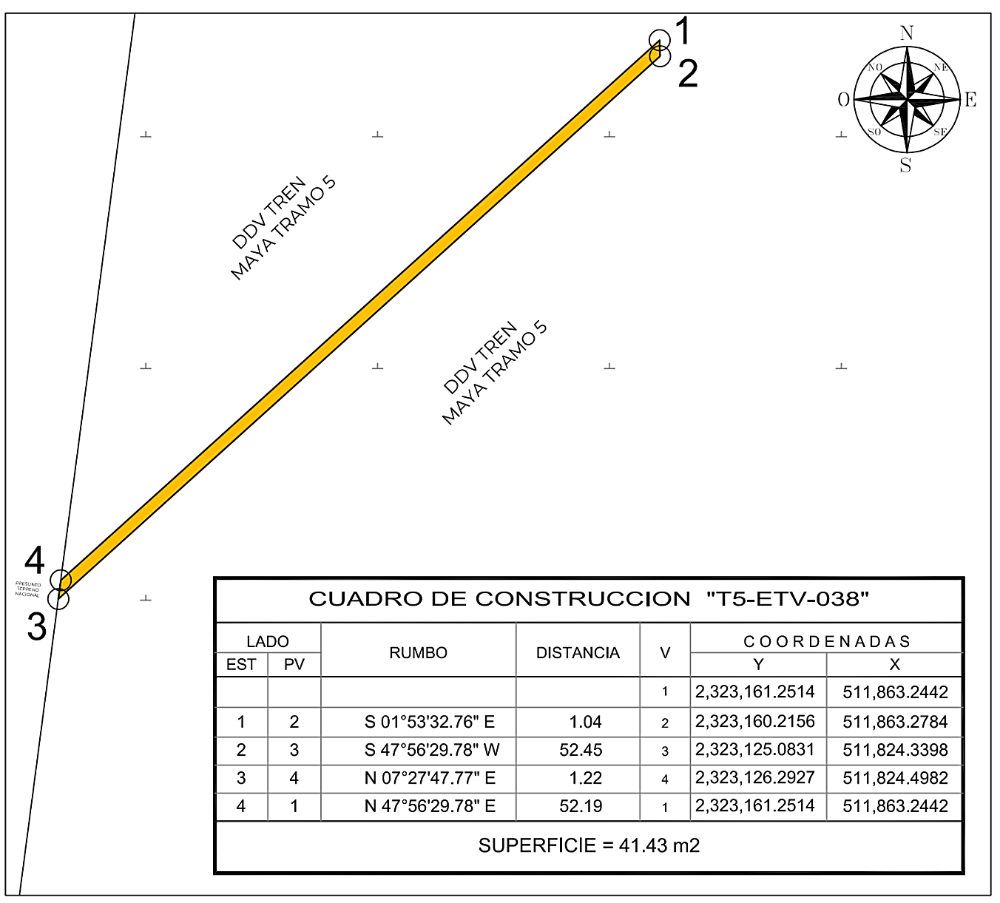 1
2
N
NO
NE
O
E
SO
SE
S
DDV TREN
MAYA TRAMO 5
DDV TREN
MAYA TRAMO 5
4
PRESUNTO
TERRENO
NACIONAL
3
CUADRO DE CONSTRUCCION "T5-ETV-038"
LADO RUMBO DISTANCIA V COORDENADAS
EST PV Y X
1 2,323,161.2514 511,863.2442
1 2 S 01°53'32.76" E 1.04 2 2,323,160.2156 511,863.2784
2 3 S 47°56'29.78" W 52.45 3 2,323,125.0831 511,824.3398
3 4 N 07°27'47.77" E 1.22 4 2,323,126.2927 511,824.4982
4 1 N 47°56'29.78" E 52.19 1 2,323,161.2514 511,863.2442
SUPERFICIE = 41.43 m2